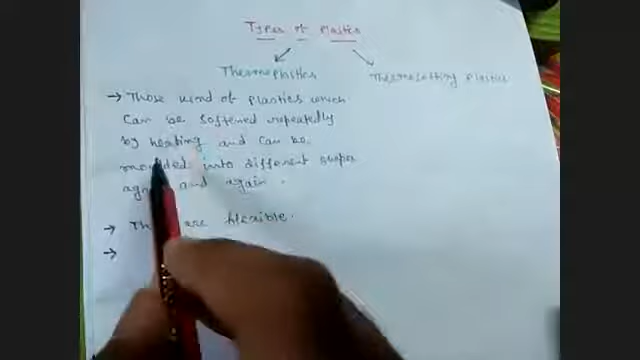 Types of Plastics
Thermoplastics
Thermosetting Plastics
→ Those kind of Plastics which
Can be softened repeatedly
by heating and can be
moulded into different shapes
again and again.
→ are flexible.
→